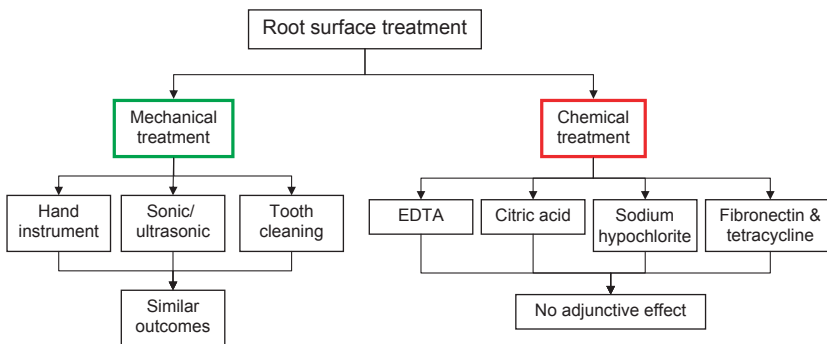 Root surface treatment
Mechanical
treatment
Chemical
treatment
Hand
instrument
Sonic/
ultrasonic
Tooth
cleaning
EDTA
Citric acid
Sodium
hypochlorite
Fibronectin &
tetracycline
Similar
outcomes
No adjunctive effect